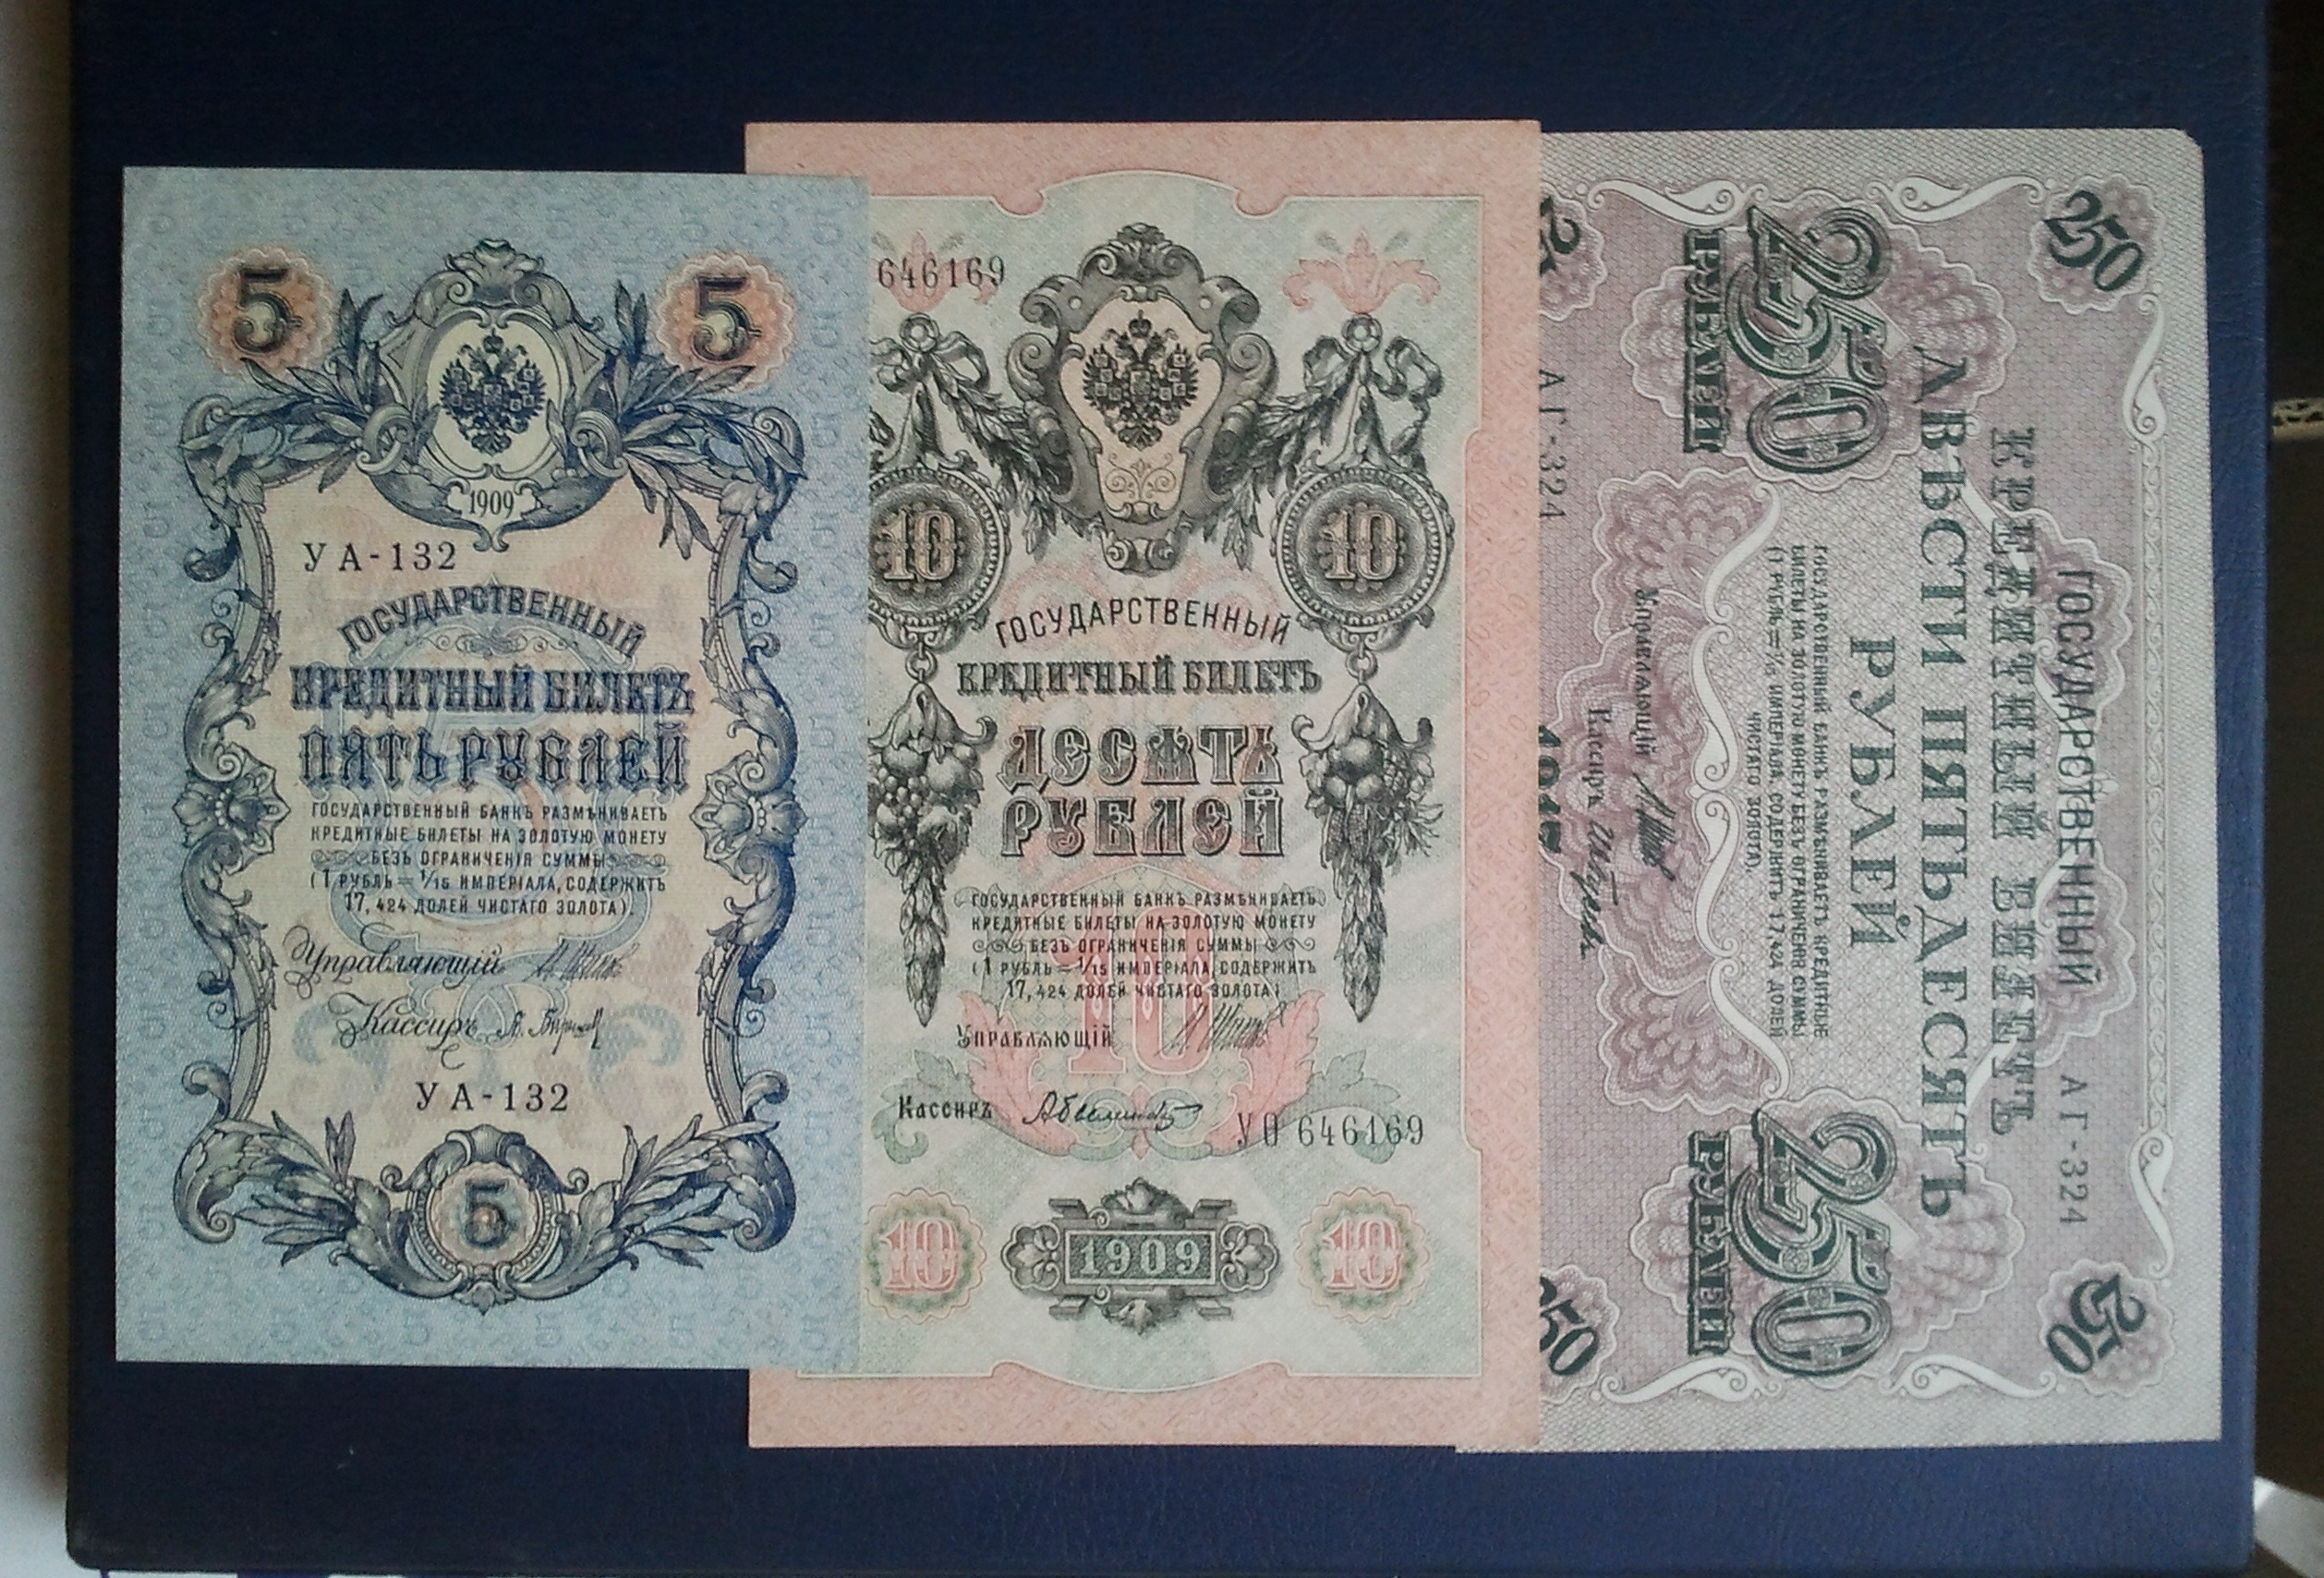 5 5
1909
УА-132
ГОСУДАРСТВЕННЫЙ
КРЕДИТНЫЙ БИЛЕТЪ
ПЯТЬ РУБЛЕЙ
ГОСУДАРСТВЕННЫЙ БАНКЪ РАЗМѢНИВАЕТЪ
КРЕДИТНЫЕ БИЛЕТЫ НА ЗОЛОТУЮ МОНЕТУ
БЕЗЪ ОГРАНИЧЕНІЯ СУММЫ
(1 РУБЛЬ = 1/15 ИМПЕРІАЛА, СОДЕРЖИТЪ
17,424 ДОЛЕЙ ЧИСТАГО ЗОЛОТА).
Управляющій
Кассиръ
УА-132
5
646169
10 10
ГОСУДАРСТВЕННЫЙ
КРЕДИТНЫЙ БИЛЕТЪ
ДЕСЯТЬ
РУБЛЕЙ
ГОСУДАРСТВЕННЫЙ БАНКЪ РАЗМѢНИВАЕТЪ
КРЕДИТНЫЕ БИЛЕТЫ НА ЗОЛОТУЮ МОНЕТУ
БЕЗЪ ОГРАНИЧЕНІЯ СУММЫ
(1 РУБЛЬ = 1/15 ИМПЕРІАЛА, СОДЕРЖИТЪ
17,424 ДОЛЕЙ ЧИСТАГО ЗОЛОТА)
10
Управляющій
Кассиръ
УО 646169
10 1909 10
250 250
ГОСУДАРСТВЕННЫЙ АГ-324
КРЕДИТНЫЙ БИЛЕТЪ
ДВѢСТИ ПЯТЬДЕСЯТЪ
РУБЛЕЙ
250 250
РУБЛЕЙ РУБЛЕЙ
ГОСУДАРСТВЕННЫЙ БАНКЪ РАЗМѢНИВАЕТЪ КРЕДИТНЫЕ
БИЛЕТЫ НА ЗОЛОТУЮ МОНЕТУ БЕЗЪ ОГРАНИЧЕНІЯ СУММЫ
(1 РУБЛЬ = 1/15 ИМПЕРІАЛА, СОДЕРЖИТЪ 17,424 ДОЛЕЙ
ЧИСТАГО ЗОЛОТА).
Управляющій
Кассиръ
АГ-324